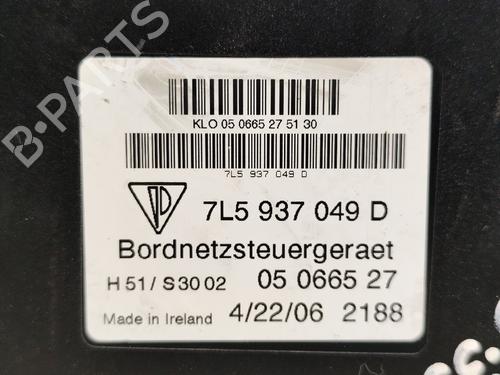 B-PARTS
KLO 05 0665 27 51 30
7L5 937 049 D
7L5 937 049 D
Bordnetzsteuergeraet
H 51 / S30 02 05 0665 27
Made in Ireland 4/22/06 2188